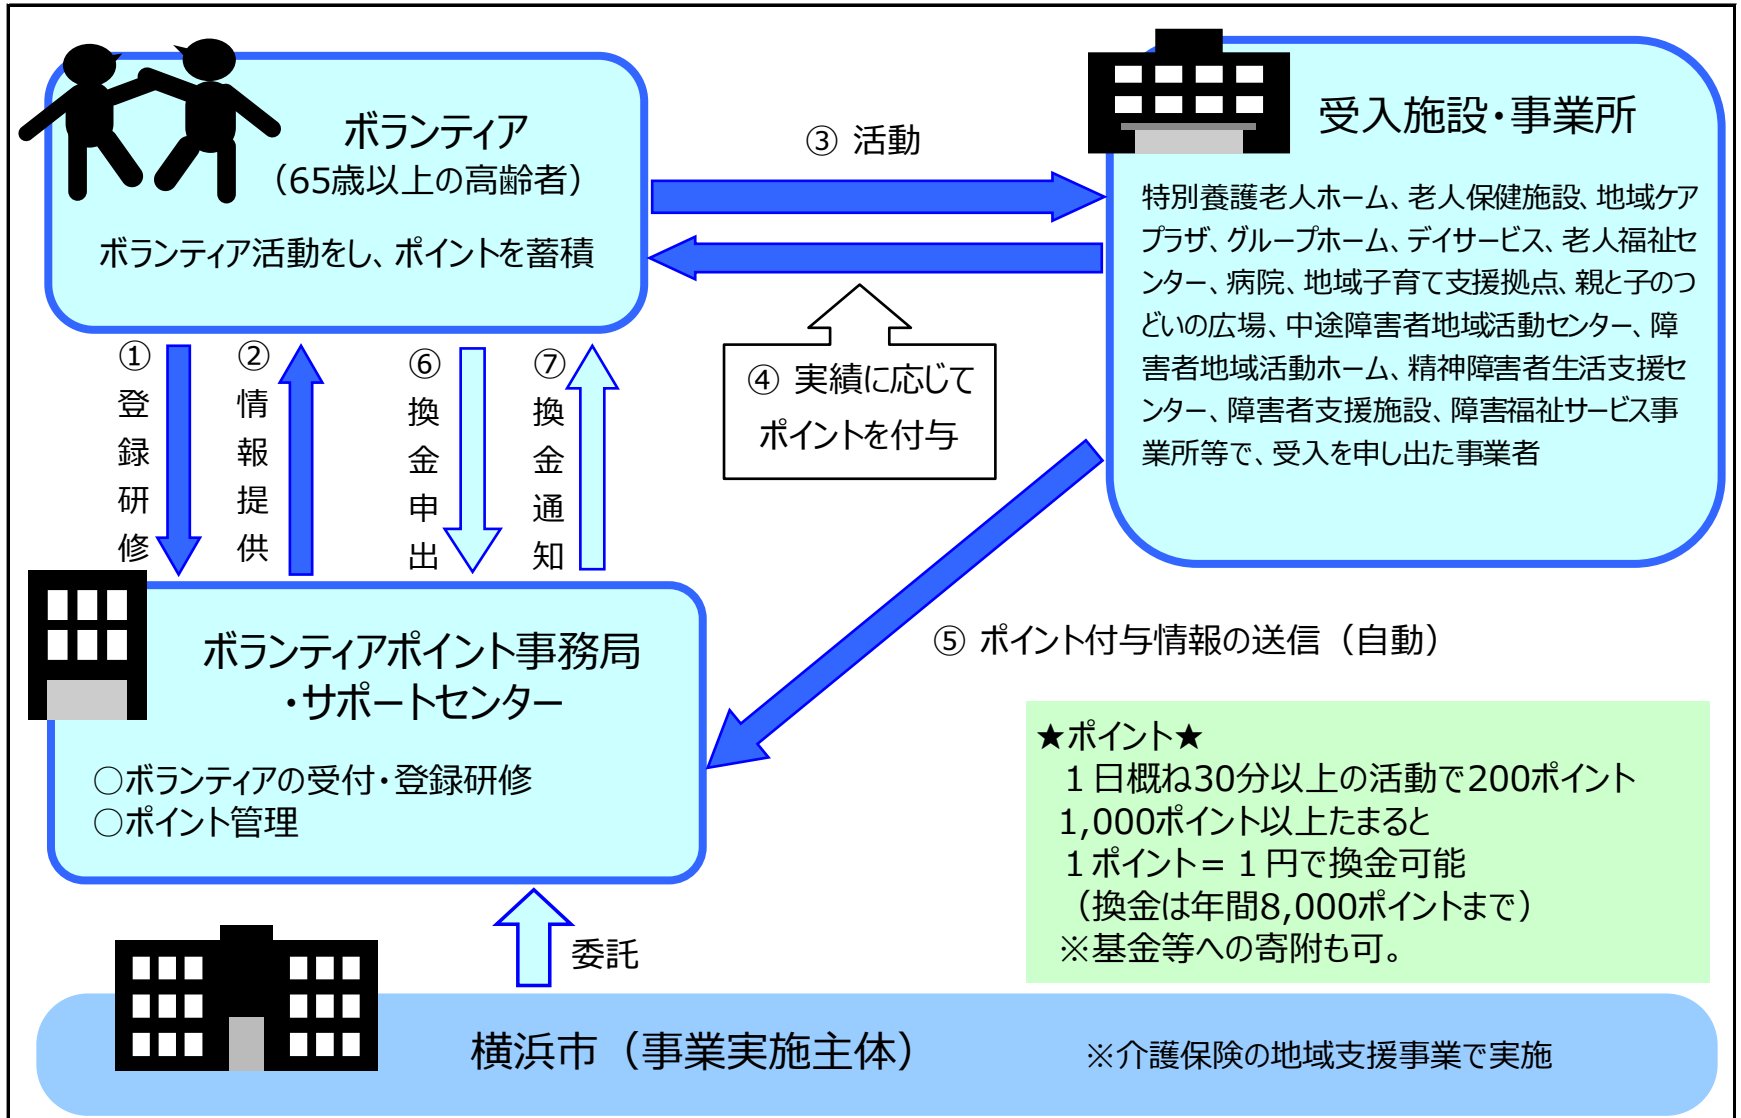 ボランティア
（65歳以上の高齢者）
ボランティア活動をし、ポイントを蓄積
③ 活動
受入施設・事業所
特別養護老人ホーム、老人保健施設、地域ケア
プラザ、グループホーム、デイサービス、老人福祉セ
ンター、病院、地域子育て支援拠点、親と子のつ
どいの広場、中途障害者地域活動センター、障
害者地域活動ホーム、精神障害者生活支援セ
ンター、障害者支援施設、障害福祉サービス事
業所等で、受入を申し出た事業者
④ 実績に応じて
ポイントを付与
①登録研修
②情報提供
⑥換金申出
⑦換金通知
⑤ ポイント付与情報の送信（自動）
ボランティアポイント事務局
・サポートセンター
○ボランティアの受付・登録研修
○ポイント管理
★ポイント★
１日概ね30分以上の活動で200ポイント
1,000ポイント以上たまると
１ポイント=１円で換金可能
（換金は年間8,000ポイントまで）
※基金等への寄附も可。
委託
横浜市（事業実施主体）
※介護保険の地域支援事業で実施